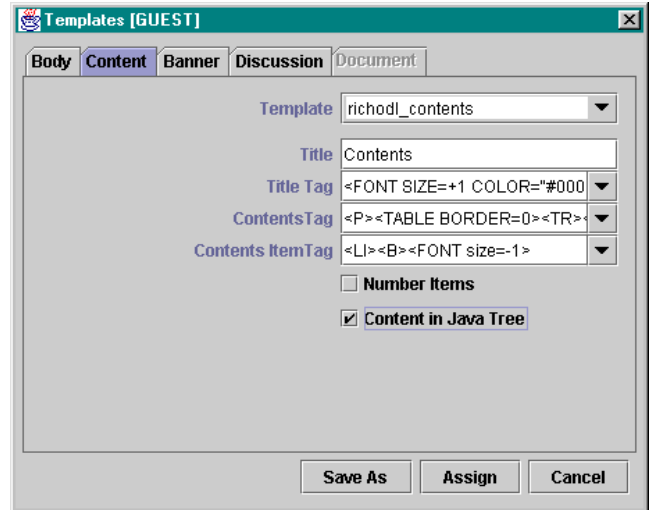 Templates [GUEST]
Body Content Banner Discussion Document
Template richodl_contents
Title Contents
Title Tag <FONT SIZE=+1 COLOR="#000
ContentsTag <P><TABLE BORDER=0><TR><
Contents ItemTag <LI><B><FONT size=-1>
Number Items
Content in Java Tree
Save As Assign Cancel